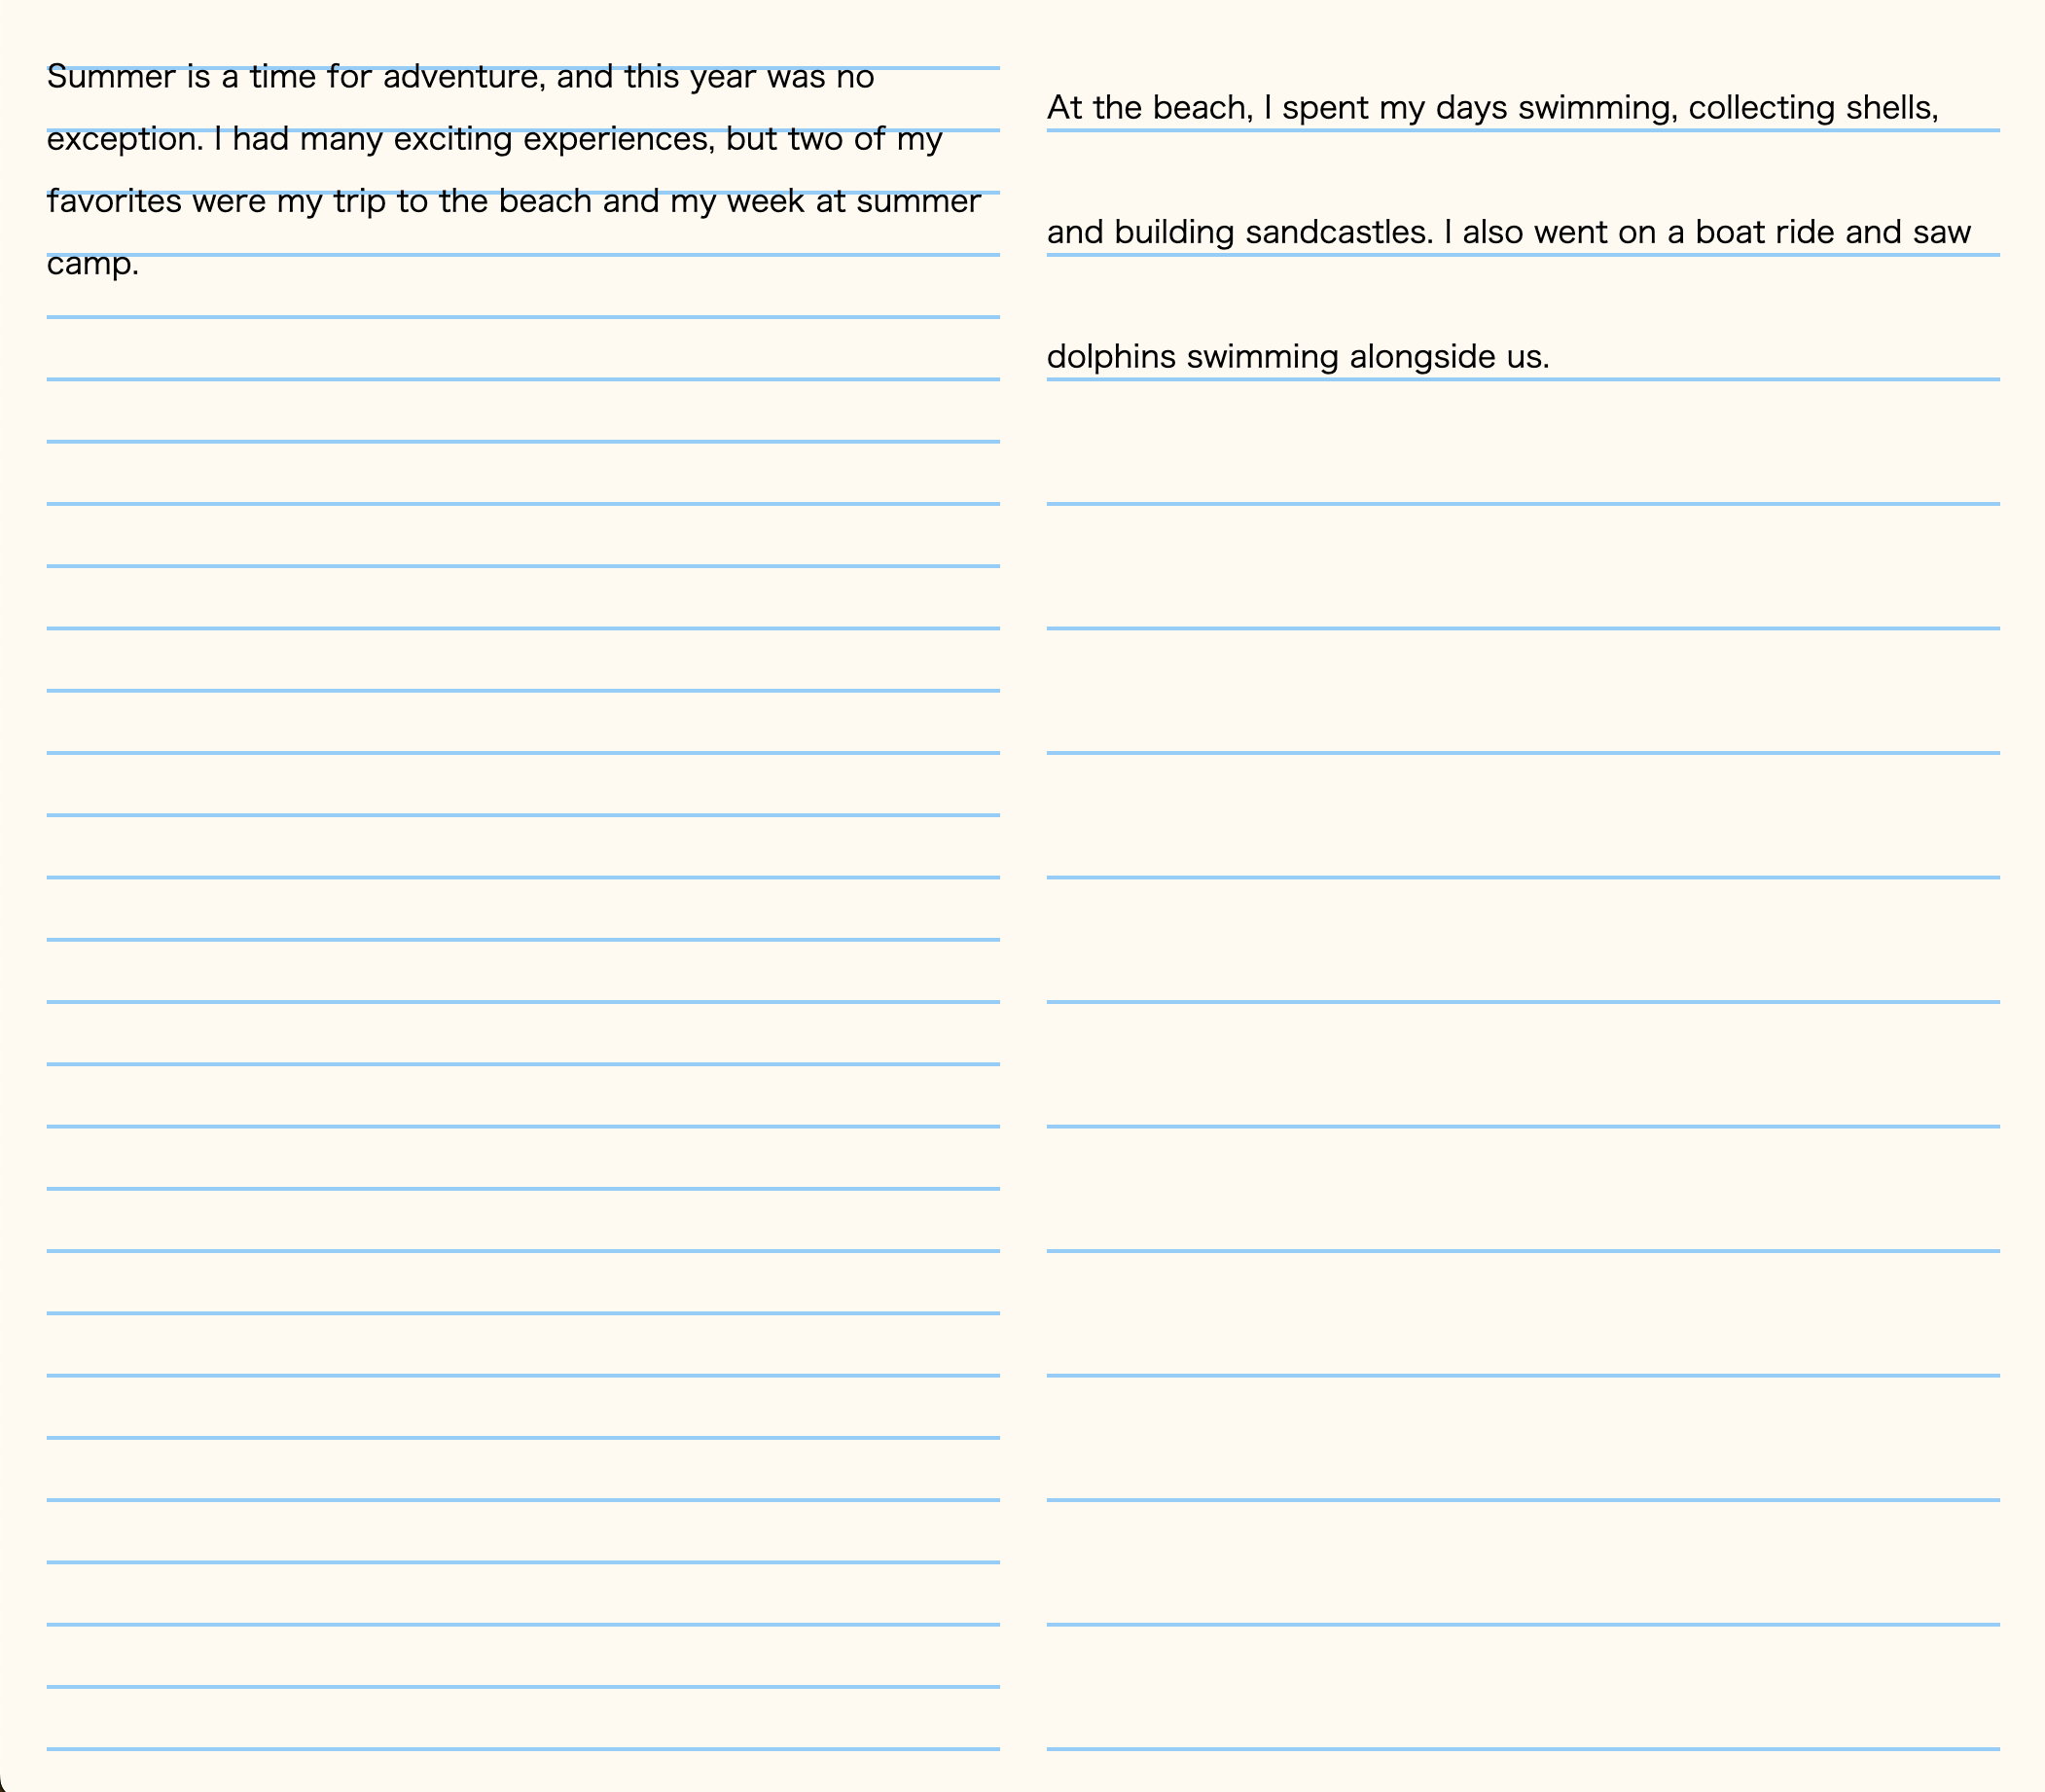 Summer is a time for adventure, and this year was no
exception. I had many exciting experiences, but two of my
favorites were my trip to the beach and my week at summer
camp.
At the beach, I spent my days swimming, collecting shells,
and building sandcastles. I also went on a boat ride and saw
dolphins swimming alongside us.